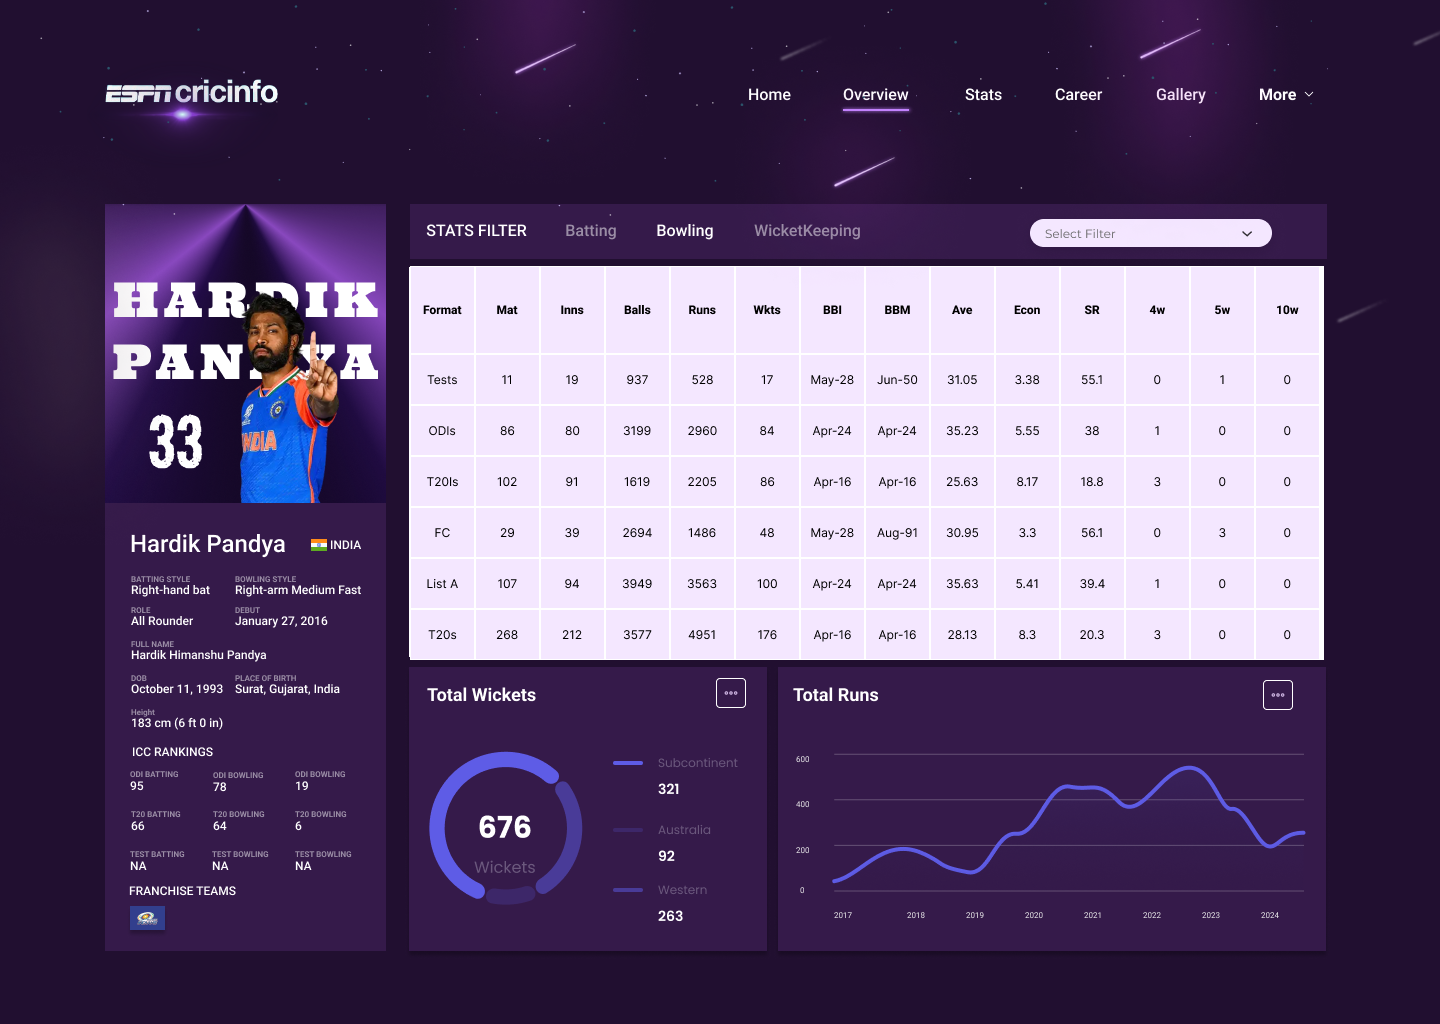 ESPN cricinfo
Home Overview Stats Career Gallery More
HARDIK
PANDYA
33
INDIA
Hardik Pandya INDIA
BATTING STYLE BOWLING STYLE
Right-hand bat Right-arm Medium Fast
ROLE DEBUT
All Rounder January 27, 2016
FULL NAME
Hardik Himanshu Pandya
DOB PLACE OF BIRTH
October 11, 1993 Surat, Gujarat, India
Height
183 cm (6 ft 0 in)
ICC RANKINGS
ODI BATTING ODI BOWLING ODI BOWLING
95 78 19
T20 BATTING T20 BOWLING T20 BOWLING
66 64 6
TEST BATTING TEST BOWLING TEST BOWLING
NA NA NA
FRANCHISE TEAMS
STATS FILTER Batting Bowling WicketKeeping Select Filter
Format Mat Inns Balls Runs Wkts BBI BBM Ave Econ SR 4w 5w 10w
Tests 11 19 937 528 17 May-28 Jun-50 31.05 3.38 55.1 0 1 0
ODIs 86 80 3199 2960 84 Apr-24 Apr-24 35.23 5.55 38 1 0 0
T20Is 102 91 1619 2205 86 Apr-16 Apr-16 25.63 8.17 18.8 3 0 0
FC 29 39 2694 1486 48 May-28 Aug-91 30.95 3.3 56.1 0 3 0
List A 107 94 3949 3563 100 Apr-24 Apr-24 35.63 5.41 39.4 1 0 0
T20s 268 212 3577 4951 176 Apr-16 Apr-16 28.13 8.3 20.3 3 0 0
Total Wickets
676
Wickets
Subcontinent
321
Australia
92
Western
263
Total Runs
600
400
200
0
2017 2018 2019 2020 2021 2022 2023 2024